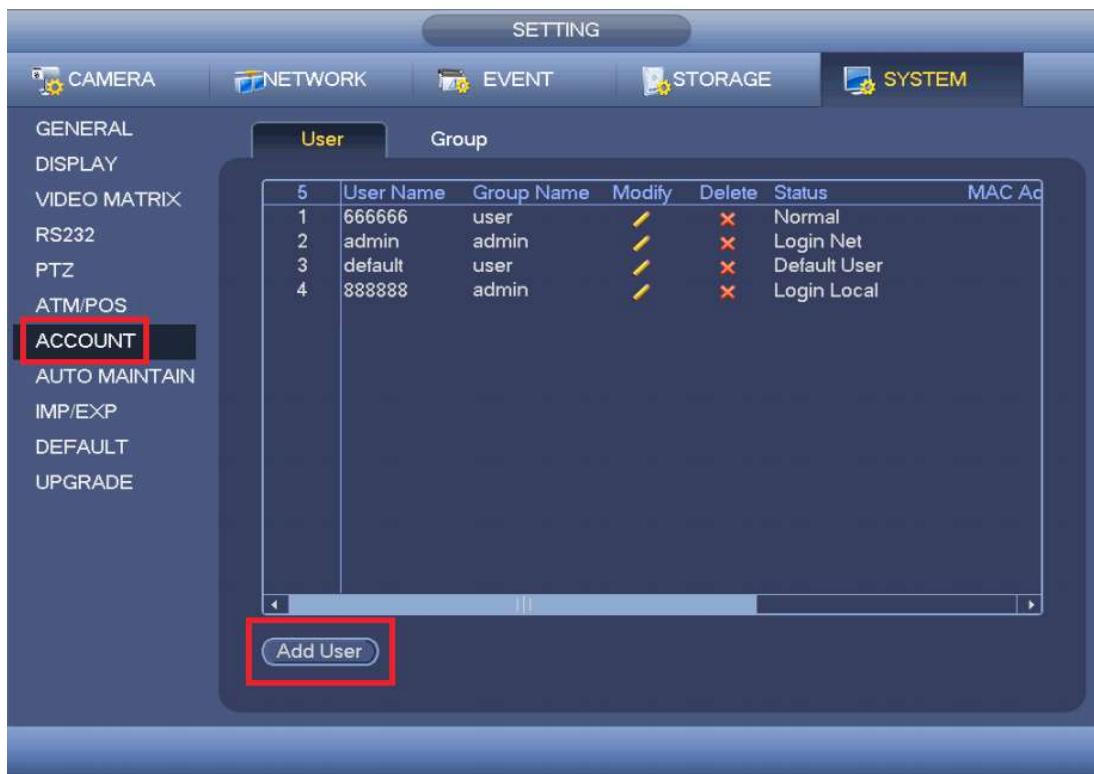 SETTING
CAMERA NETWORK EVENT STORAGE SYSTEM
GENERAL
DISPLAY
VIDEO MATRIX
RS232
PTZ
ATM/POS
ACCOUNT
AUTO MAINTAIN
IMP/EXP
DEFAULT
UPGRADE
User Group
5 User Name Group Name Modify Delete Status MAC Ad
1 666666 user Normal
2 admin admin Login Net
3 default user Default User
4 888888 admin Login Local
Add User